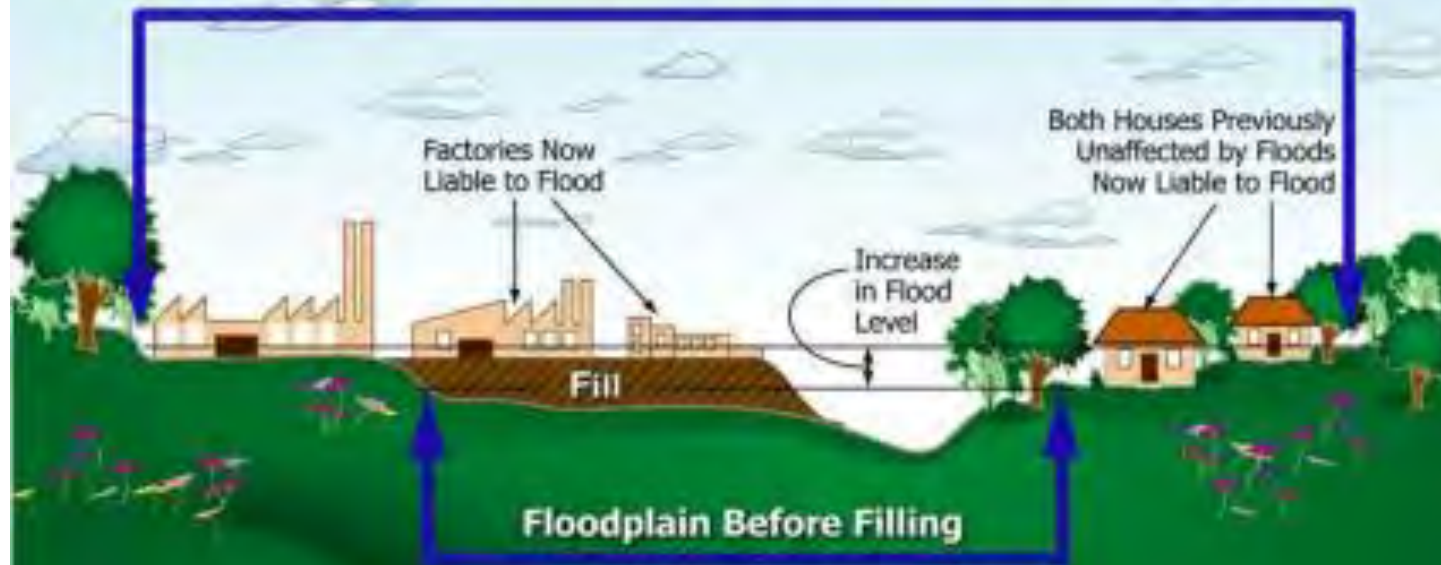 Factories Now
Liable to Flood
Both Houses Previously
Unaffected by Floods
Now Liable to Flood
Increase
in Flood
Level
Fill
Floodplain Before Filling